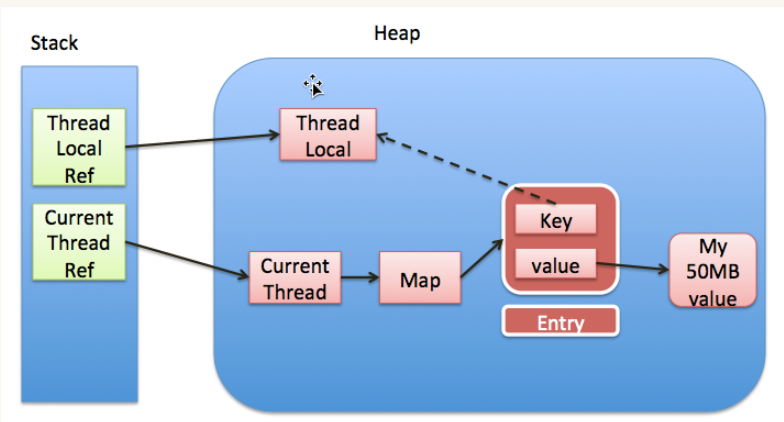 Stack
Heap
Thread
Local
Ref
Thread
Local
Current
Thread
Ref
Current
Thread
Map
Key
value
My
50MB
value
Entry